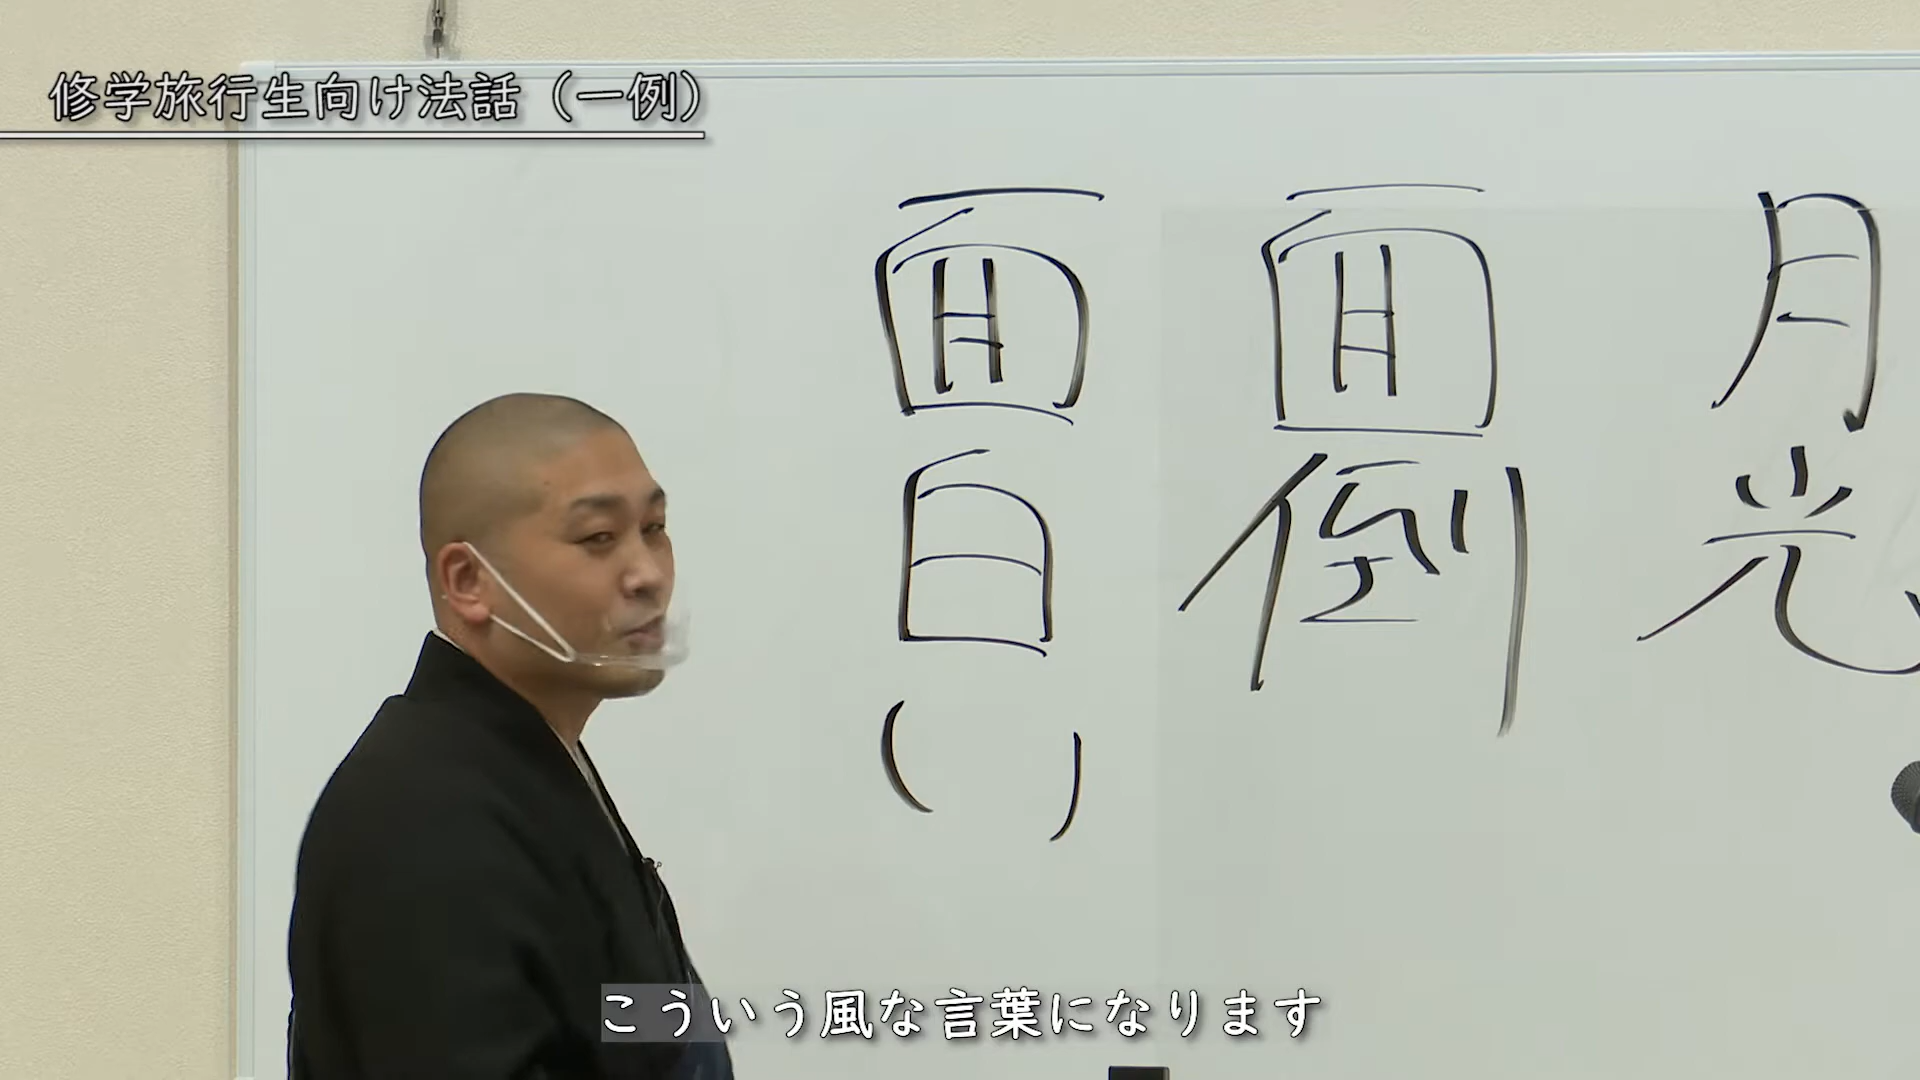 修学旅行生向け法話（一例）
月光
面倒
面白（　）
こういう風な言葉になります